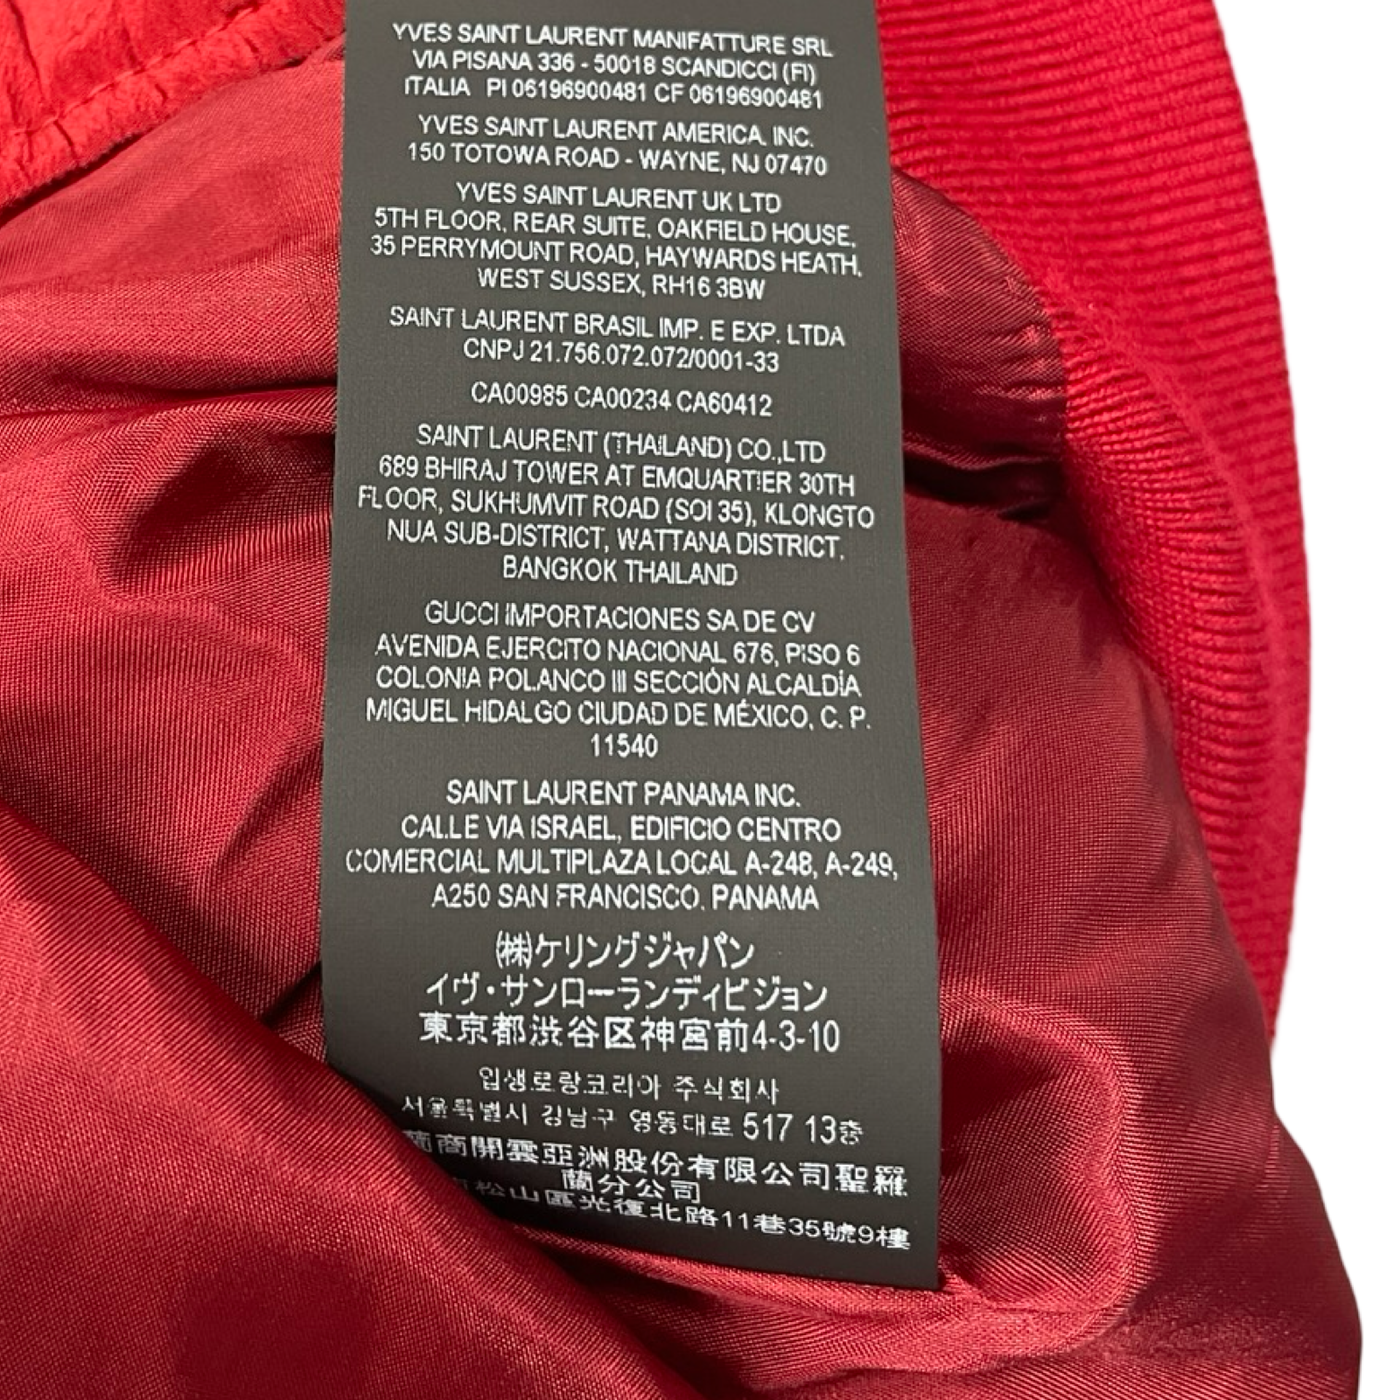 YVES SAINT LAURENT MANIFATTURE SRL
VIA PISANA 336 - 50018 SCANDICCI (FI)
ITALIA PI 06196900481 CF 06196900481
YVES SAINT LAURENT AMERICA, INC.
150 TOTOWA ROAD - WAYNE, NJ 07470
YVES SAINT LAURENT UK LTD
5TH FLOOR, REAR SUITE, OAKFIELD HOUSE,
35 PERRYMOUNT ROAD, HAYWARDS HEATH,
WEST SUSSEX, RH16 3BW
SAINT LAURENT BRASIL IMP. E EXP. LTDA
CNPJ 21.756.072.072/0001-33
CA00985 CA00234 CA60412
SAINT LAURENT (THAILAND) CO.,LTD
689 BHIRAJ TOWER AT EMQUARTIER 30TH
FLOOR, SUKHUMVIT ROAD (SOI 35), KLONGTO
NUA SUB-DISTRICT, WATTANA DISTRICT,
BANGKOK THAILAND
GUCCI IMPORTACIONES SA DE CV
AVENIDA EJERCITO NACIONAL 676, PISO 6
COLONIA POLANCO III SECCIÓN ALCALDÍA
MIGUEL HIDALGO CIUDAD DE MÉXICO, C. P.
11540
SAINT LAURENT PANAMA INC.
CALLE VIA ISRAEL, EDIFICIO CENTRO
COMERCIAL MULTIPLAZA LOCAL A-248, A-249,
A250 SAN FRANCISCO, PANAMA
㈱ケリングジャパン
イヴ・サンローランディビジョン
東京都渋谷区神宮前4-3-10
입생로랑코리아 주식회사
서울특별시 강남구 영동대로 517 13층
商開雲亞洲股份有限公司聖羅
蘭分公司
松山區光復北路11巷35號9樓